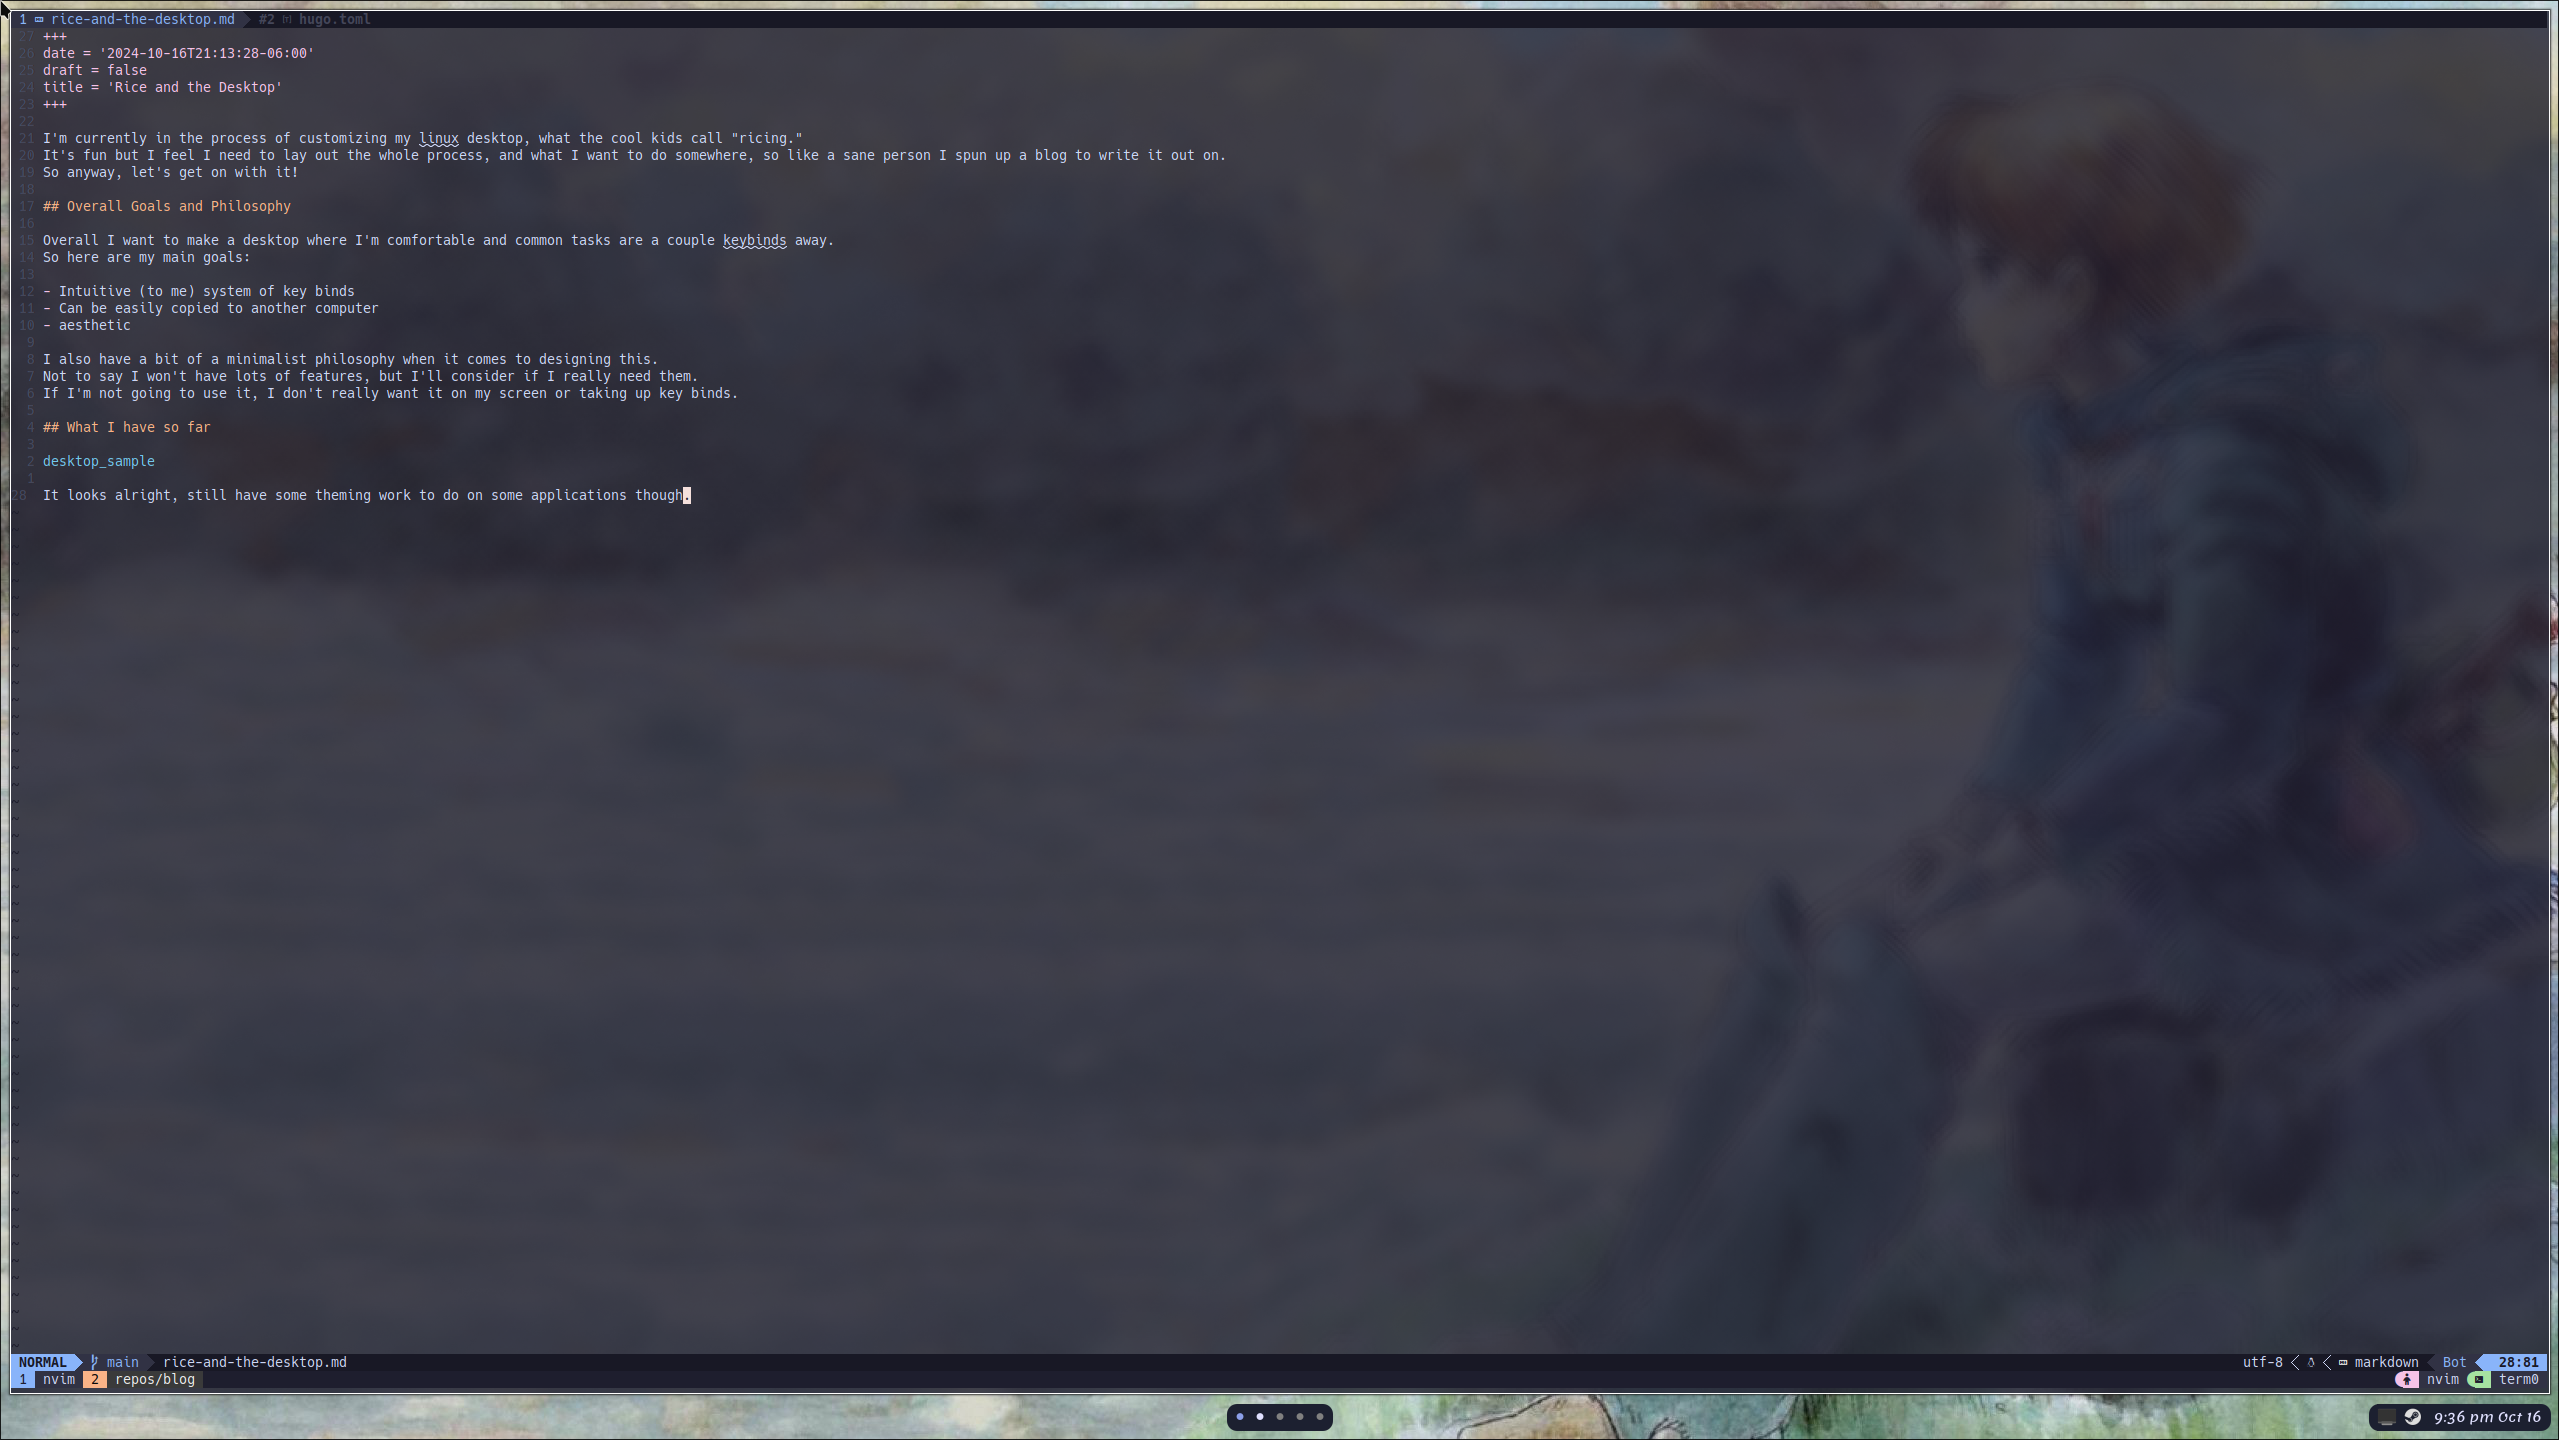 1 rice-and-the-desktop.md #2 hugo.toml
27 +++
26 date = '2024-10-16T21:13:28-06:00'
25 draft = false
24 title = 'Rice and the Desktop'
23 +++
22
21 I'm currently in the process of customizing my linux desktop, what the cool kids call "ricing."
20 It's fun but I feel I need to lay out the whole process, and what I want to do somewhere, so like a sane person I spun up a blog to write it out on.
19 So anyway, let's get on with it!
18
17 ## Overall Goals and Philosophy
16
15 Overall I want to make a desktop where I'm comfortable and common tasks are a couple keybinds away.
14 So here are my main goals:
13
12 - Intuitive (to me) system of key binds
11 - Can be easily copied to another computer
10 - aesthetic
9
8 I also have a bit of a minimalist philosophy when it comes to designing this.
7 Not to say I won't have lots of features, but I'll consider if I really need them.
6 If I'm not going to use it, I don't really want it on my screen or taking up key binds.
5
4 ## What I have so far
3
2 desktop_sample
1
28 It looks alright, still have some theming work to do on some applications though.
NORMAL main rice-and-the-desktop.md utf-8 markdown Bot 28:81
1 nvim 2 repos/blog nvim term0
9:36 pm Oct 16